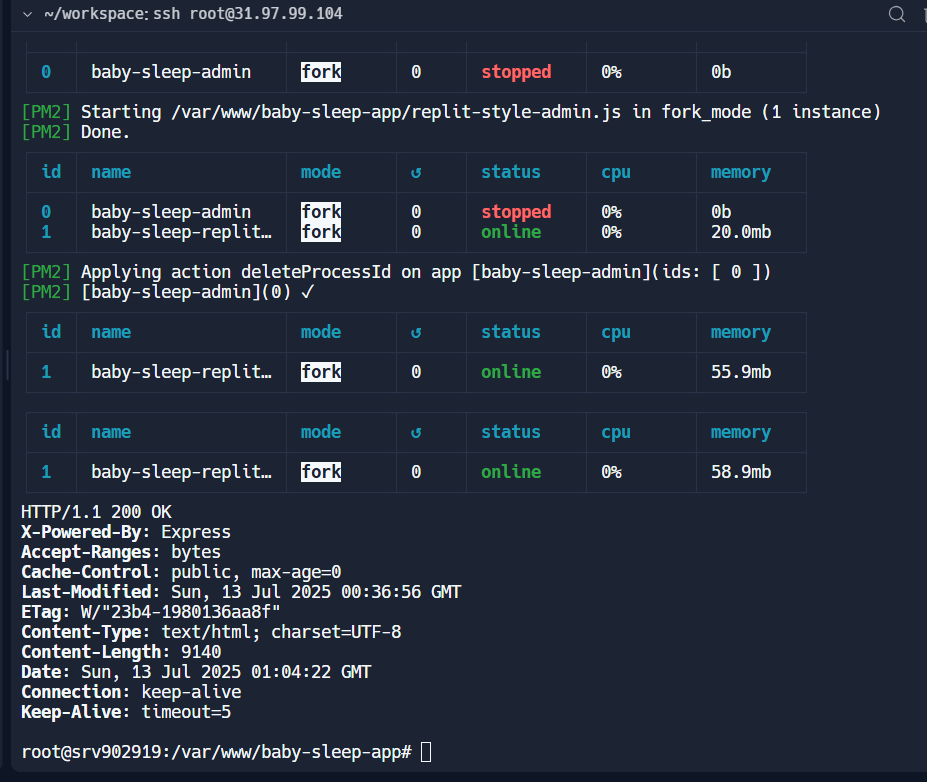 ~/workspace: ssh root@31.97.99.104
0 baby-sleep-admin fork 0 stopped 0% 0b
[PM2] Starting /var/www/baby-sleep-app/replit-style-admin.js in fork_mode (1 instance)
[PM2] Done.
id name mode ↺ status cpu memory
0 baby-sleep-admin fork 0 stopped 0% 0b
1 baby-sleep-replit… fork 0 online 0% 20.0mb
[PM2] Applying action deleteProcessId on app [baby-sleep-admin](ids: [ 0 ])
[PM2] [baby-sleep-admin](0) ✓
id name mode ↺ status cpu memory
1 baby-sleep-replit… fork 0 online 0% 55.9mb
id name mode ↺ status cpu memory
1 baby-sleep-replit… fork 0 online 0% 58.9mb
HTTP/1.1 200 OK
X-Powered-By: Express
Accept-Ranges: bytes
Cache-Control: public, max-age=0
Last-Modified: Sun, 13 Jul 2025 00:36:56 GMT
ETag: W/"23b4-1980136aa8f"
Content-Type: text/html; charset=UTF-8
Content-Length: 9140
Date: Sun, 13 Jul 2025 01:04:22 GMT
Connection: keep-alive
Keep-Alive: timeout=5
root@srv902919:/var/www/baby-sleep-app#